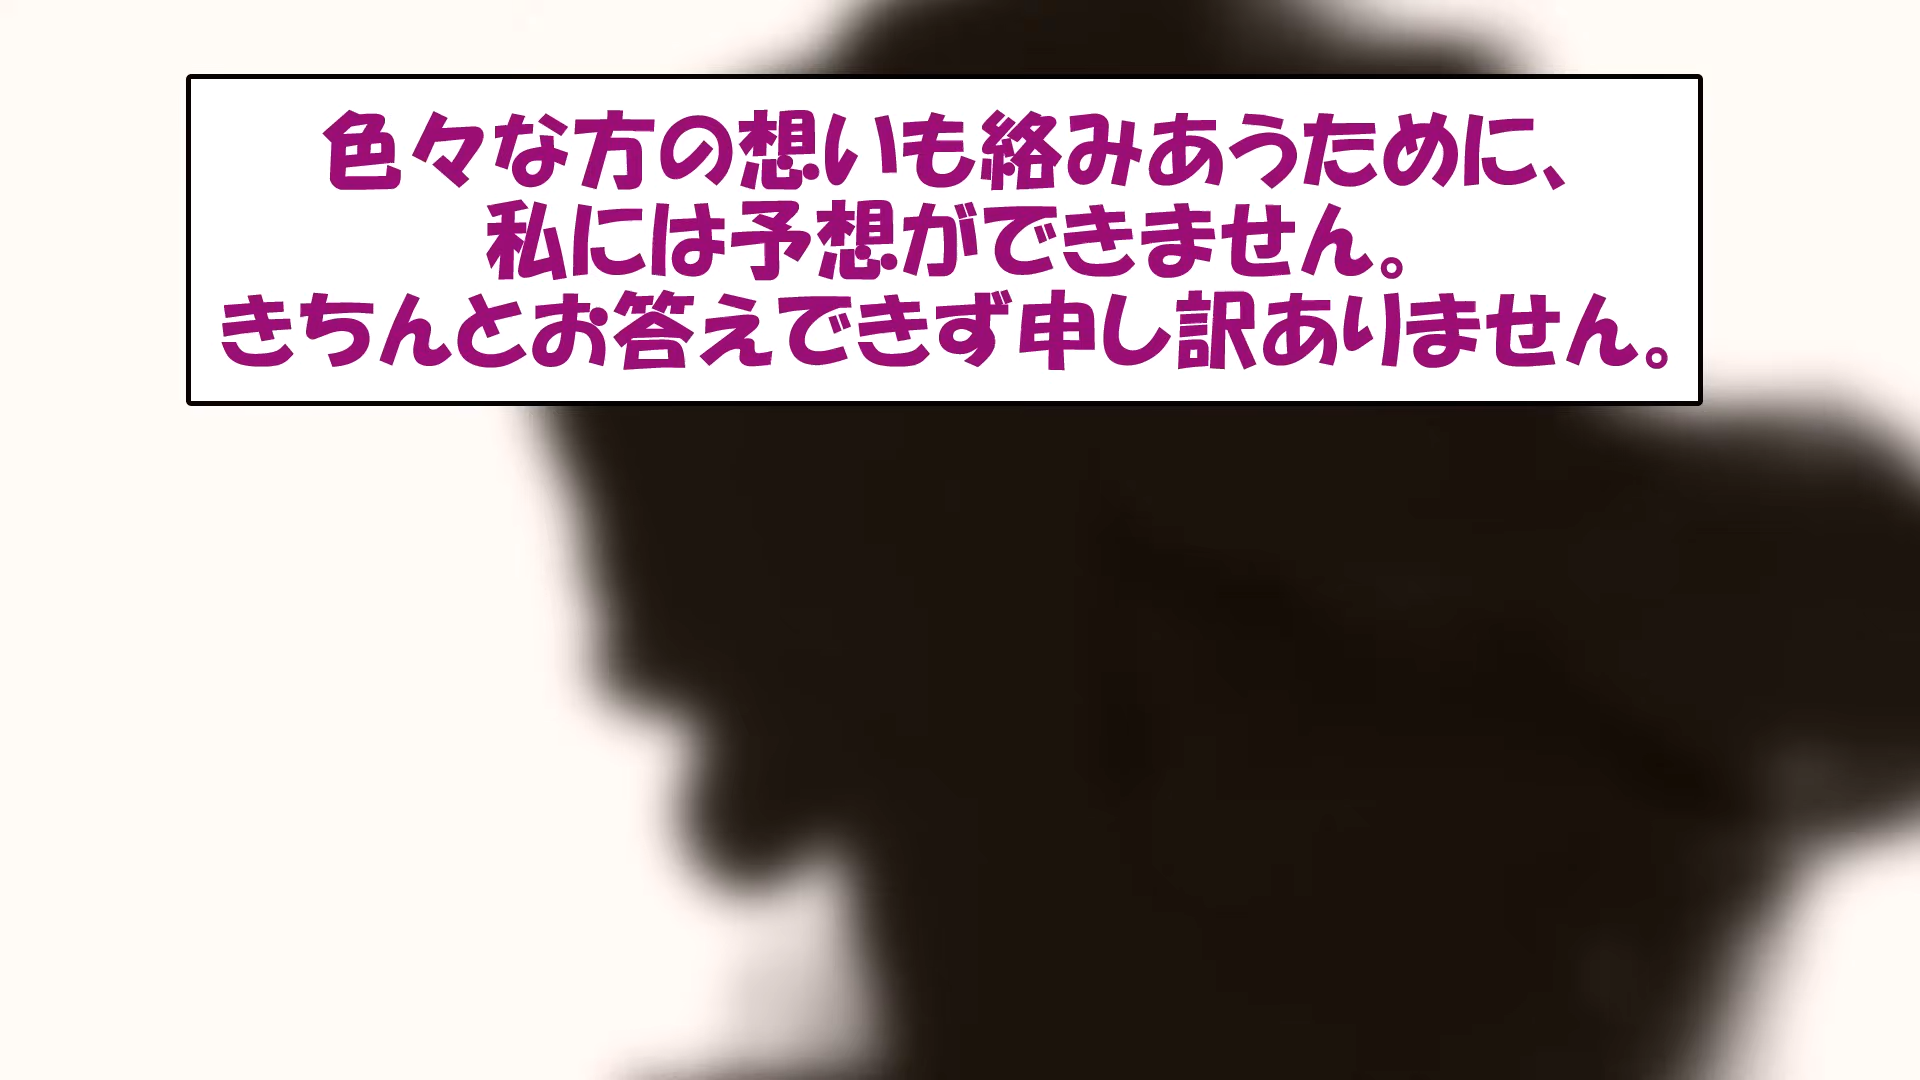 色々な方の想いも絡みあうために、
私には予想ができません。
きちんとお答えできず申し訳ありません。